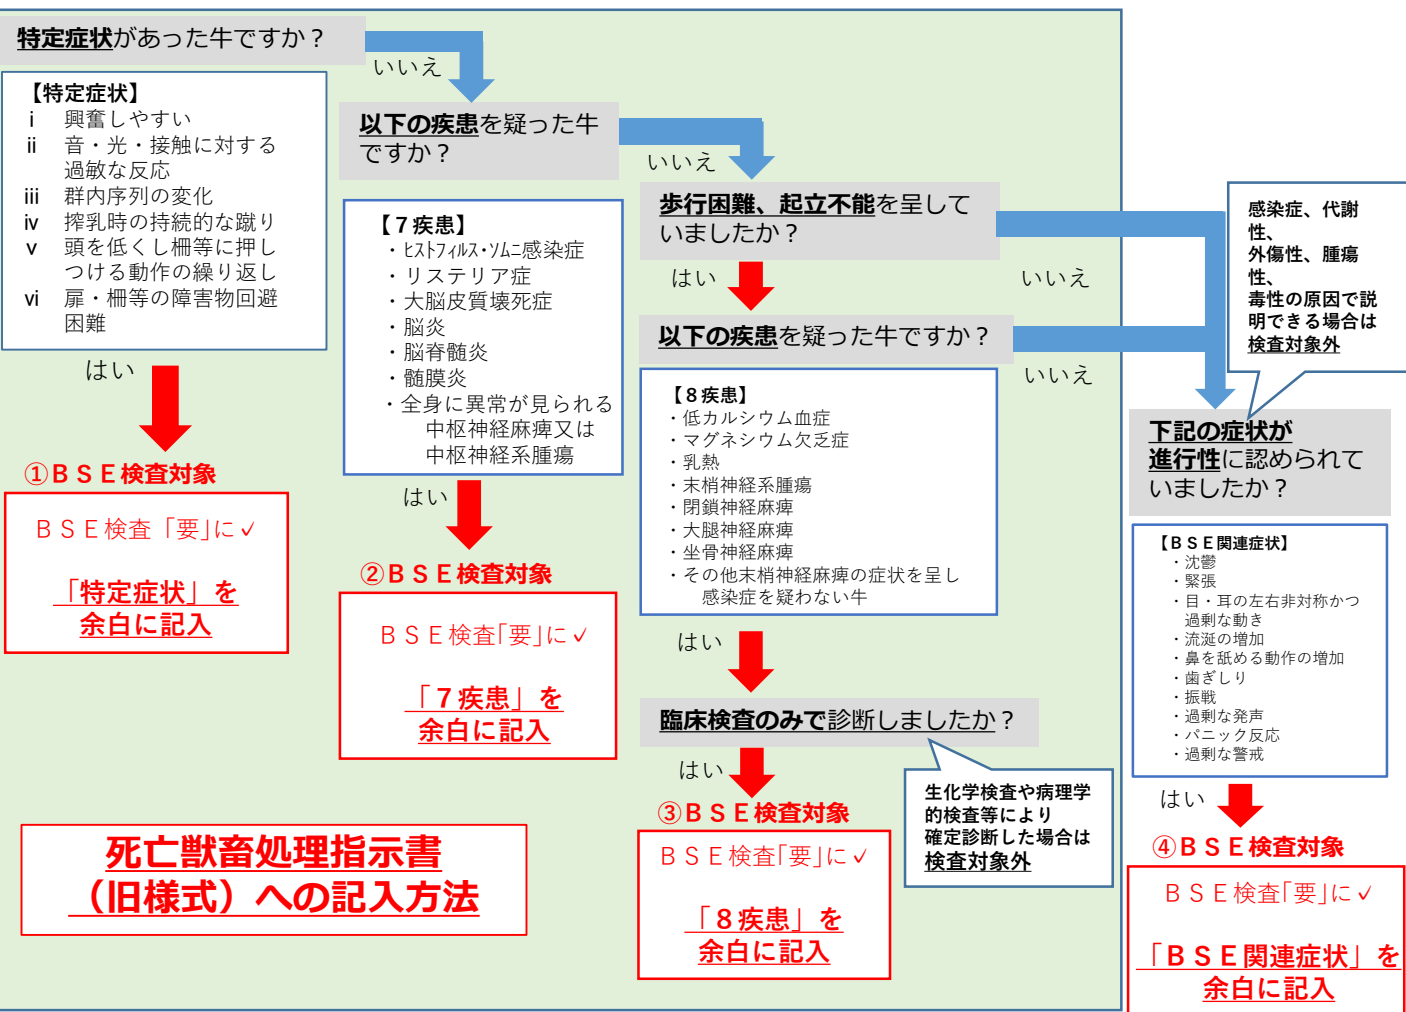 特定症状があった牛ですか？
いいえ
【特定症状】
ⅰ 興奮しやすい
ⅱ 音・光・接触に対する
過敏な反応
ⅲ 群内序列の変化
ⅳ 搾乳時の持続的な蹴り
ⅴ 頭を低くし柵等に押し
つける動作の繰り返し
ⅵ 扉・柵等の障害物回避
困難
はい
①ＢＳＥ検査対象
ＢＳＥ検査「要」に✓
「特定症状」を
余白に記入
以下の疾患を疑った牛
ですか？
いいえ
【７疾患】
・ﾋｽﾄﾌｨﾙｽ・ｿﾑﾆ感染症
・リステリア症
・大脳皮質壊死症
・脳炎
・脳脊髄炎
・髄膜炎
・全身に異常が見られる
中枢神経麻痺又は
中枢神経系腫瘍
はい
②ＢＳＥ検査対象
ＢＳＥ検査「要」に✓
「７疾患」を
余白に記入
歩行困難、起立不能を呈して
いましたか？
はい
いいえ
以下の疾患を疑った牛ですか？
いいえ
【８疾患】
・低カルシウム血症
・マグネシウム欠乏症
・乳熱
・末梢神経系腫瘍
・閉鎖神経麻痺
・大腿神経麻痺
・坐骨神経麻痺
・その他末梢神経麻痺の症状を呈し
感染症を疑わない牛
はい
臨床検査のみで診断しましたか？
はい
生化学検査や病理学
的検査等により
確定診断した場合は
検査対象外
③ＢＳＥ検査対象
ＢＳＥ検査「要」に✓
「８疾患」を
余白に記入
感染症、代謝
性、
外傷性、腫瘍
性、
毒性の原因で説
明できる場合は
検査対象外
下記の症状が
進行性に認められて
いましたか？
【ＢＳＥ関連症状】
・沈鬱
・緊張
・目・耳の左右非対称かつ
過剰な動き
・流涎の増加
・鼻を舐める動作の増加
・歯ぎしり
・振戦
・過剰な発声
・パニック反応
・過剰な警戒
はい
④ＢＳＥ検査対象
ＢＳＥ検査「要」に✓
「ＢＳＥ関連症状」を
余白に記入
死亡獣畜処理指示書
（旧様式）への記入方法